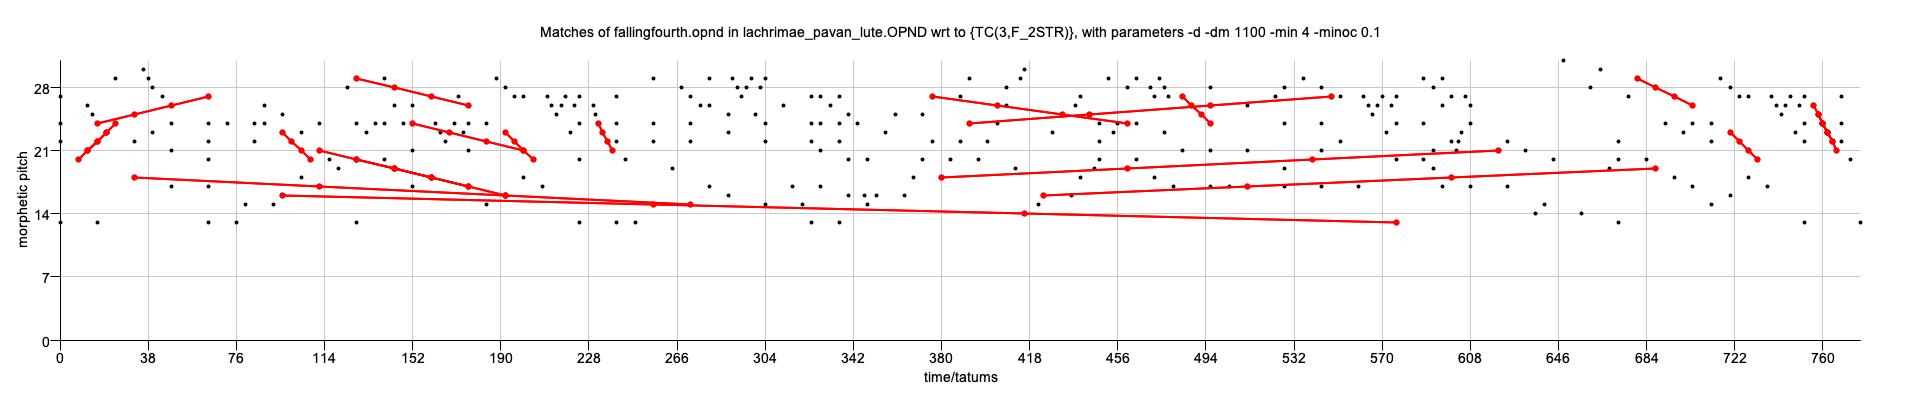 Matches of fallingfourth.opnd in lachrimae_pavan_lute.OPND wrt to {TC(3,F_2STR)}, with parameters -d -dm 1100 -min 4 -minoc 0.1
morphetic pitch
28
21
14
7
0
0 38 76 114 152 190 228 266 304 342 380 418 456 494 532 570 608 646 684 722 760
time/tatums